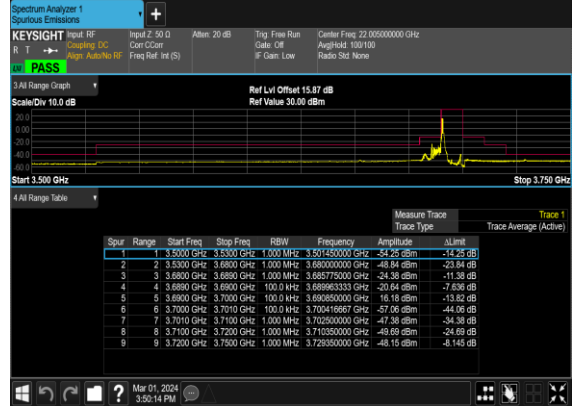 Spectrum Analyzer 1
Spurious Emissions
KEYSIGHT Input: RF Input Z: 50 Ω Atten: 20 dB Trig: Free Run Center Freq: 22.005000000 GHz
R T Coupling: DC Corr CCorr Gate: Off Avg|Hold: 100/100
Align: Auto/No RF Freq Ref: Int (S) IF Gain: Low Radio Std: None
LW PASS
3 All Range Graph
Ref Lvl Offset 15.87 dB
Scale/Div 10.0 dB Ref Value 30.00 dBm
20.0
0.00
-20.0
-40.0
-60.0
Start 3.500 GHz Stop 3.750 GHz
4 All Range Table
Measure Trace Trace 1
Trace Type Trace Average (Active)
Spur Range Start Freq Stop Freq RBW Frequency Amplitude ΔLimit
1 1 3.5000 GHz 3.5300 GHz 1.000 MHz 3.501450000 GHz -54.25 dBm -14.25 dB
2 2 3.5300 GHz 3.6800 GHz 1.000 MHz 3.680000000 GHz -48.84 dBm -23.84 dB
3 3 3.6800 GHz 3.6890 GHz 1.000 MHz 3.685775000 GHz -24.38 dBm -11.38 dB
4 4 3.6890 GHz 3.6900 GHz 100.0 kHz 3.689963333 GHz -20.64 dBm -7.636 dB
5 5 3.6900 GHz 3.7000 GHz 100.0 kHz 3.690850000 GHz 16.18 dBm -13.82 dB
6 6 3.7000 GHz 3.7010 GHz 100.0 kHz 3.700416667 GHz -57.06 dBm -44.06 dB
7 7 3.7010 GHz 3.7100 GHz 1.000 MHz 3.702500000 GHz -47.38 dBm -34.38 dB
8 8 3.7100 GHz 3.7200 GHz 1.000 MHz 3.710350000 GHz -49.69 dBm -24.69 dB
9 9 3.7200 GHz 3.7500 GHz 1.000 MHz 3.729350000 GHz -48.15 dBm -8.145 dB
Mar 01, 2024
3:50:14 PM